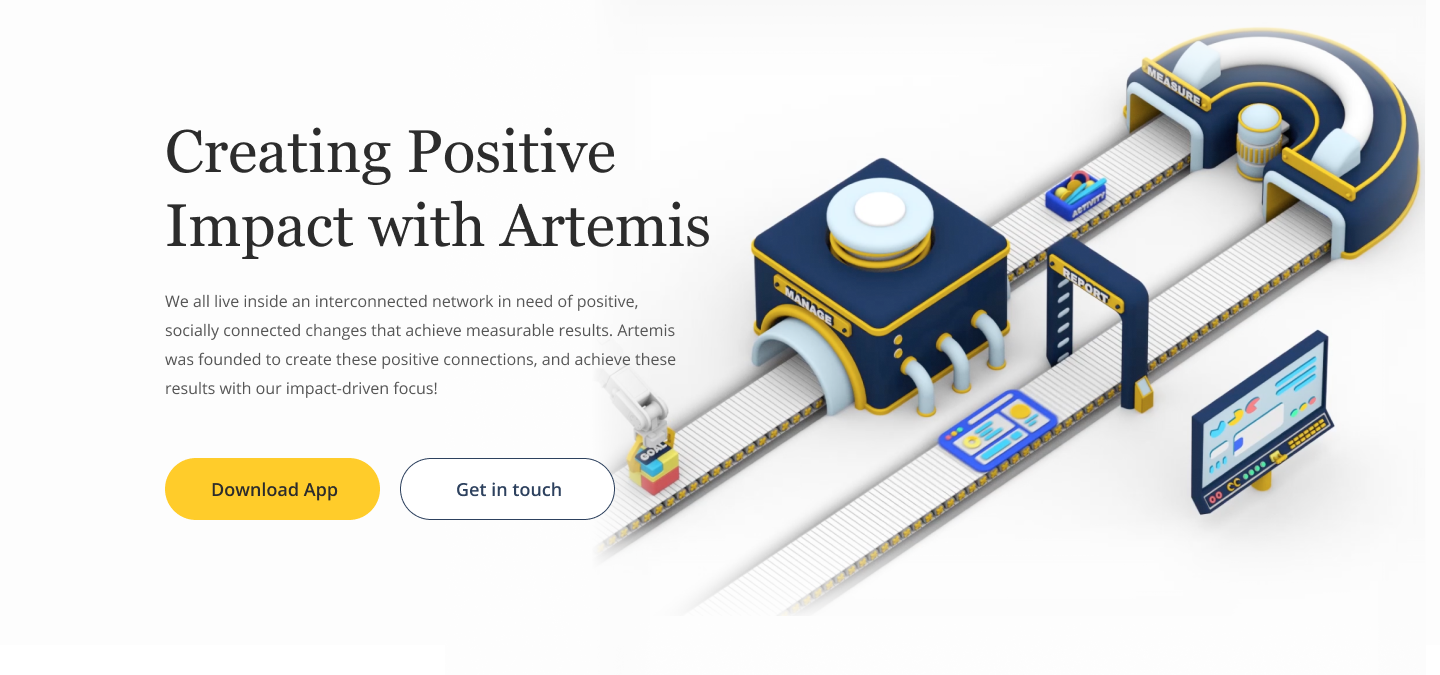 Creating Positive
Impact with Artemis
We all live inside an interconnected network in need of positive,
socially connected changes that achieve measurable results. Artemis
was founded to create these positive connections, and achieve these
results with our impact-driven focus!
Download App
Get in touch
MEASURE
ACTIVITY
REPORT
MANAGE
GOAL